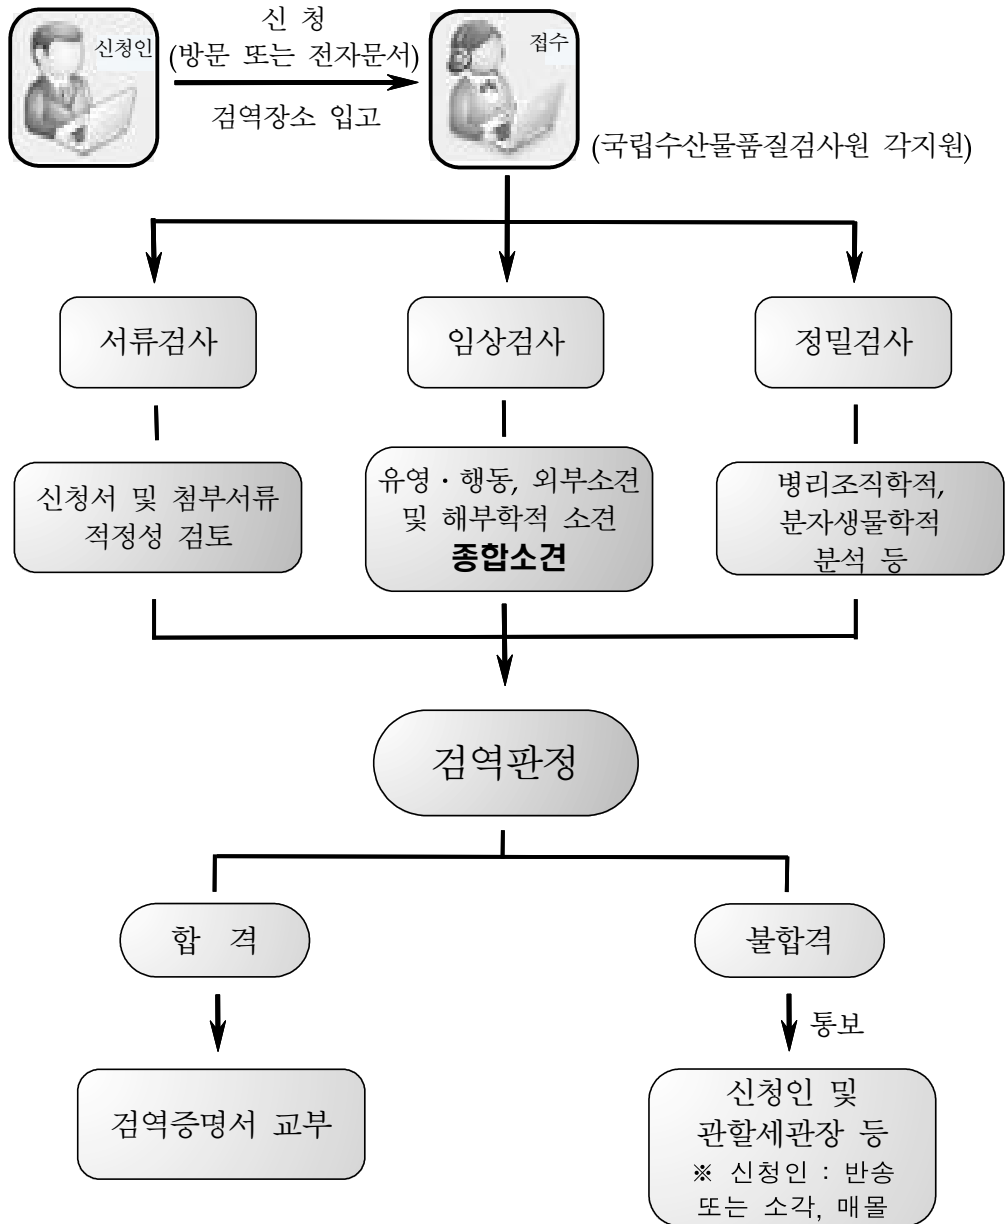 신청인
신 청
(방문 또는 전자문서)
검역장소 입고
접수
(국립수산물품질검사원 각지원)
서류검사
임상검사
정밀검사
신청서 및 첨부서류
적정성 검토
유영·행동, 외부소견
및 해부학적 소견
종합소견
병리조직학적,
분자생물학적
분석 등
검역판정
합 격
불합격
통보
검역증명서 교부
신청인 및
관할세관장 등
※ 신청인 : 반송
또는 소각, 매몰